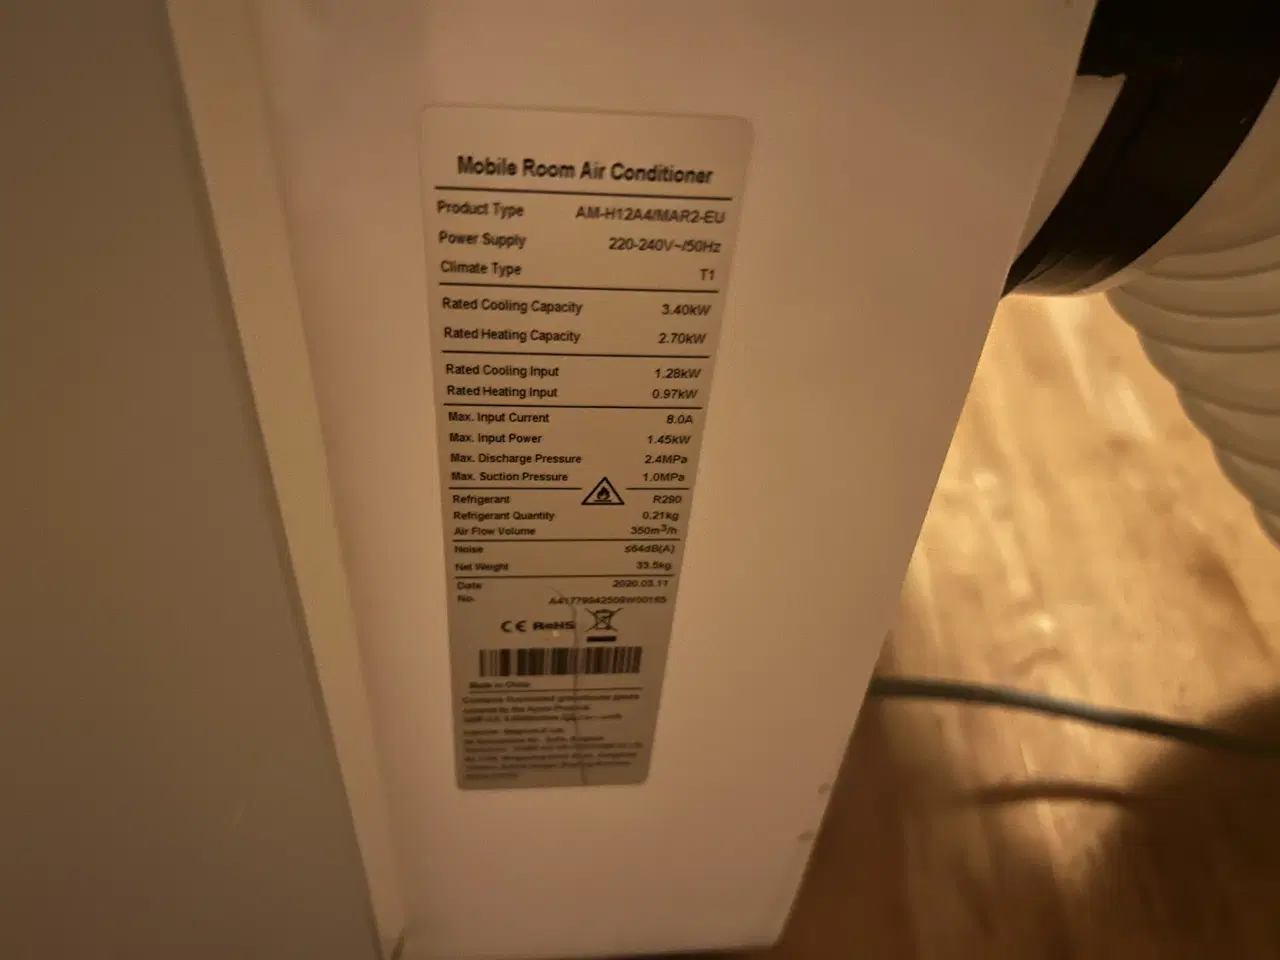 Mobile Room Air Conditioner
Product Type AM-H12A4/MAR2-EU
Power Supply 220-240V~/50Hz
Climate Type T1
Rated Cooling Capacity 3.40kW
Rated Heating Capacity 2.70kW
Rated Cooling Input 1.28kW
Rated Heating Input 0.97kW
Max. Input Current 8.0A
Max. Input Power 1.45kW
Max. Discharge Pressure 2.4MPa
Max. Suction Pressure 1.0MPa
Refrigerant R290
Refrigerant Quantity 0.21kg
Air Flow Volume 350m³/h
Noise ≤64dB(A)
Net Weight 33.5kg
Date 2020.03.11
No.
CE RoHS
Made in China